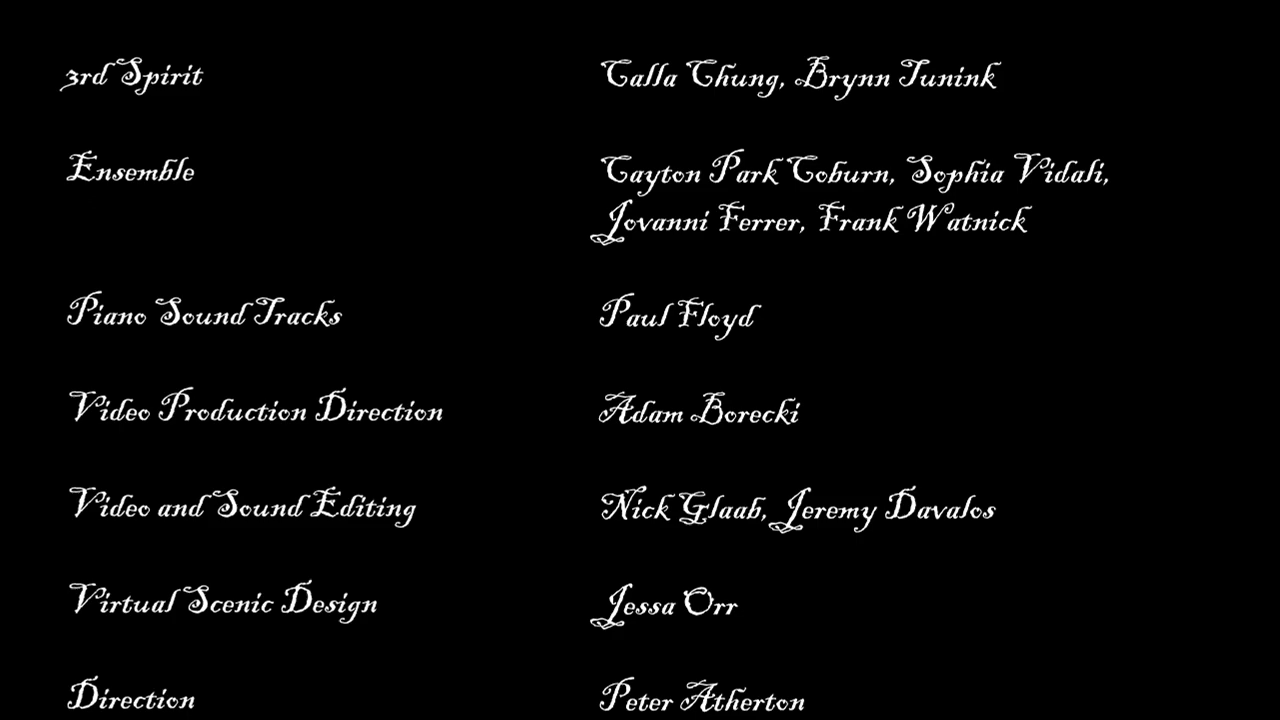 3rd Spirit Calla Chung, Brynn Tunink
Ensemble Cayton Park Coburn, Sophia Vidali,
Jovanni Ferrer, Frank Watnick
Piano Sound Tracks Paul Floyd
Video Production Direction Adam Borecki
Video and Sound Editing Nick Glaab, Jeremy Davalos
Virtual Scenic Design Jessa Orr
Direction Peter Atherton